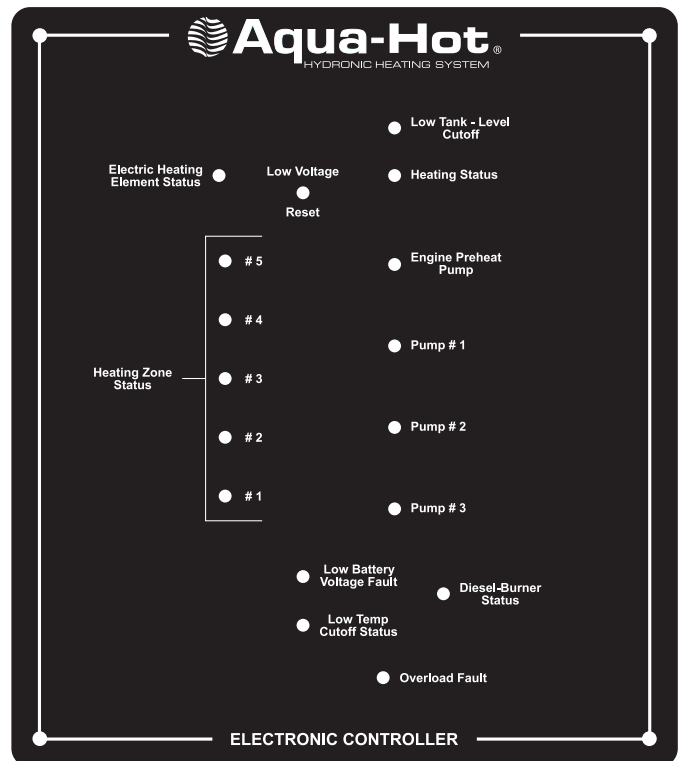 Aqua-Hot®
HYDRONIC HEATING SYSTEM
Low Tank - Level
Cutoff
Electric Heating
Element Status
Low Voltage
Reset
Heating Status
# 5
# 4
# 3
# 2
# 1
Heating Zone
Status
Engine Preheat
Pump
Pump # 1
Pump # 2
Pump # 3
Low Battery
Voltage Fault
Diesel-Burner
Status
Low Temp
Cutoff Status
Overload Fault
ELECTRONIC CONTROLLER